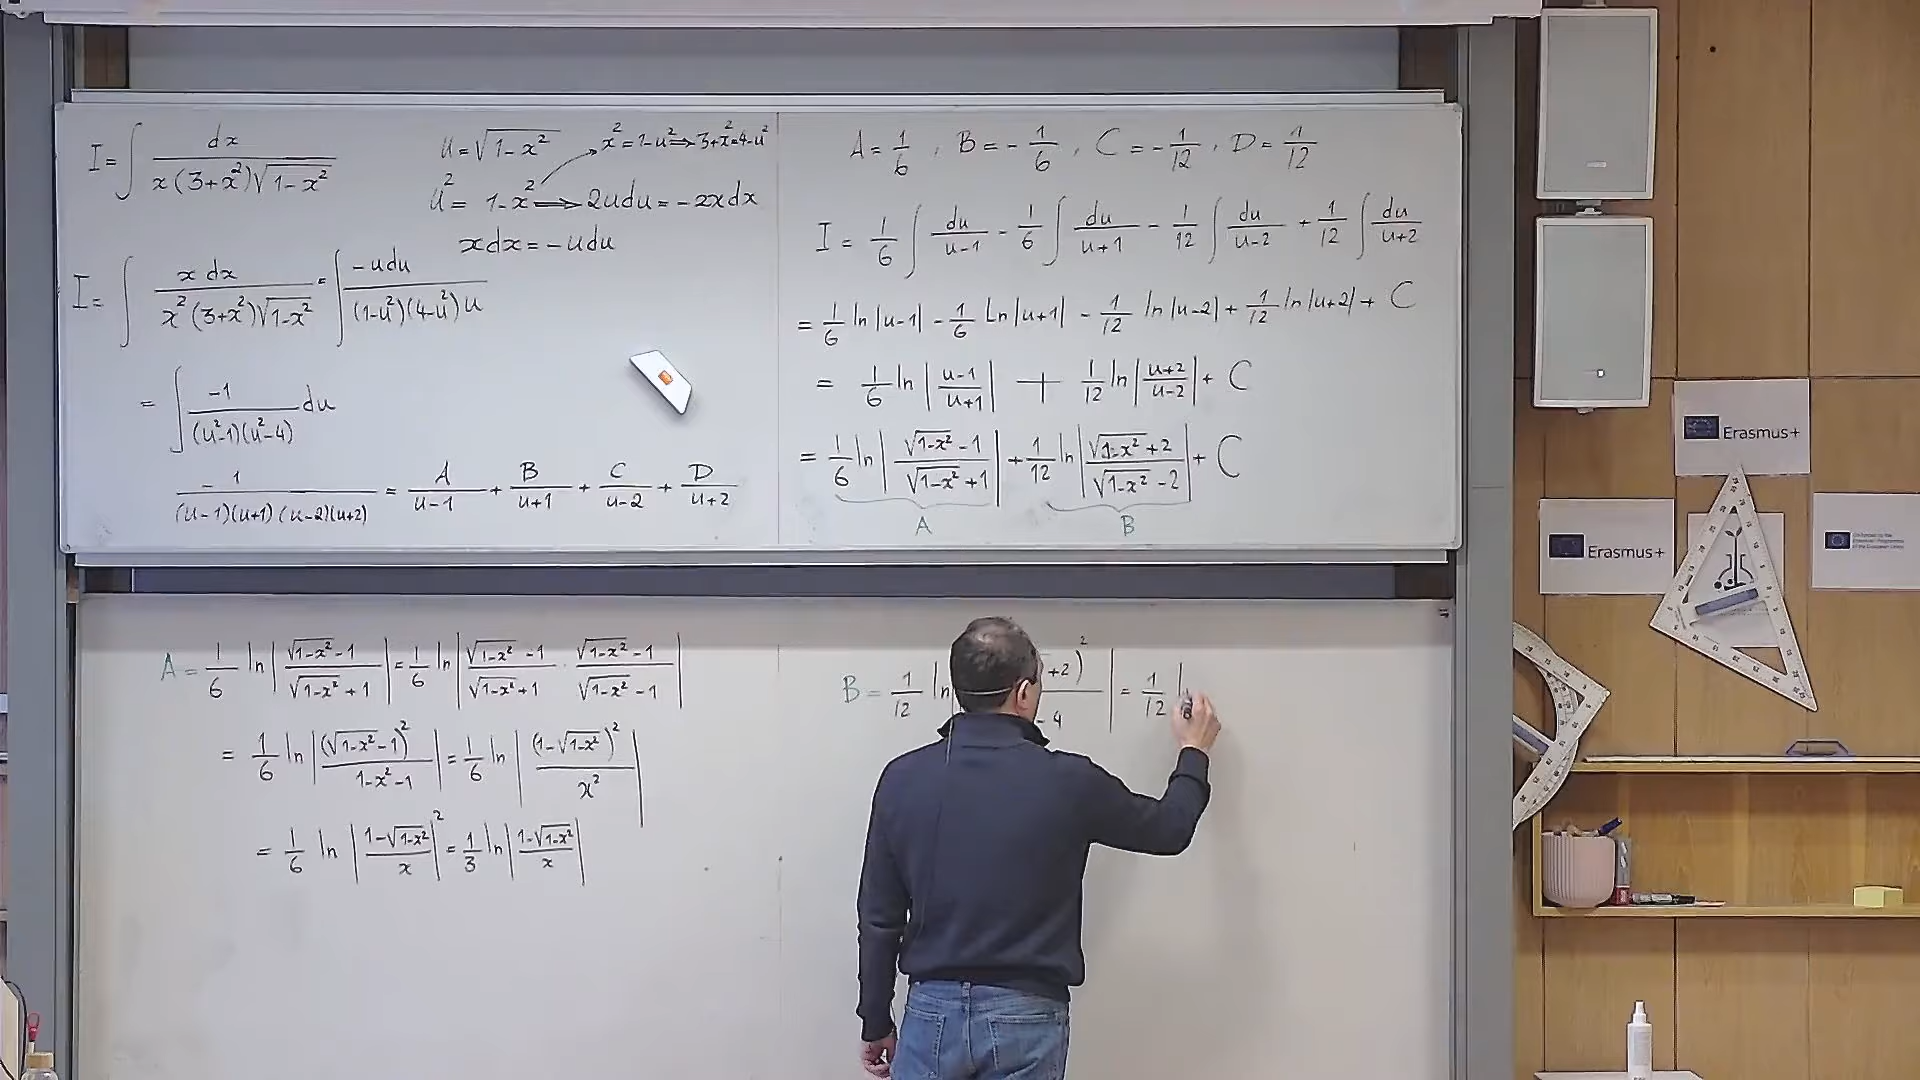 I = ∫ dx / (x(3+x²)√(1-x²))
u = √(1-x²)
x² = 1-u² ⟹ 3+x² = 4-u²
u² = 1-x² ⟹ 2udu = -2xdx
xdx = -udu
I = ∫ x dx / (x²(3+x²)√(1-x²)) = ∫ -udu / ((1-u²)(4-u²)u)
= ∫ -1 / ((u²-1)(u²-4)) du
-1 / ((u-1)(u+1)(u-2)(u+2)) = A/(u-1) + B/(u+1) + C/(u-2) + D/(u+2)
A = 1/6 , B = -1/6 , C = -1/12 , D = 1/12
I = 1/6 ∫ du/(u-1) - 1/6 ∫ du/(u+1) - 1/12 ∫ du/(u-2) + 1/12 ∫ du/(u+2)
= 1/6 ln|u-1| - 1/6 Ln|u+1| - 1/12 ln|u-2| + 1/12 ln|u+2| + C
= 1/6 ln|(u-1)/(u+1)| + 1/12 ln|(u+2)/(u-2)| + C
= 1/6 ln|(√(1-x²) -1)/(√(1-x²) +1)| + 1/12 ln|(√(1-x²) +2)/(√(1-x²) -2)| + C
A B
A = 1/6 ln|(√(1-x²) -1)/(√(1-x²) +1)| = 1/6 ln|(√(1-x²) -1)/(√(1-x²) +1) · (√(1-x²) -1)/(√(1-x²) -1)|
= 1/6 ln|(√(1-x²) -1)²/(1-x²-1)| = 1/6 ln|(1-√(1-x²))²/x²|
= 1/6 ln|(1-√(1-x²))/x|² = 1/3 ln|(1-√(1-x²))/x|
B = 1/12 ln| +2)² / - 4 | = 1/12 l
Erasmus+
Erasmus+